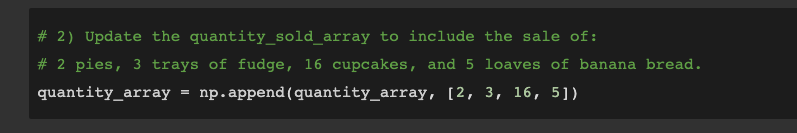 # 2) Update the quantity_sold_array to include the sale of:
# 2 pies, 3 trays of fudge, 16 cupcakes, and 5 loaves of banana bread.
quantity_array = np.append(quantity_array, [2, 3, 16, 5])